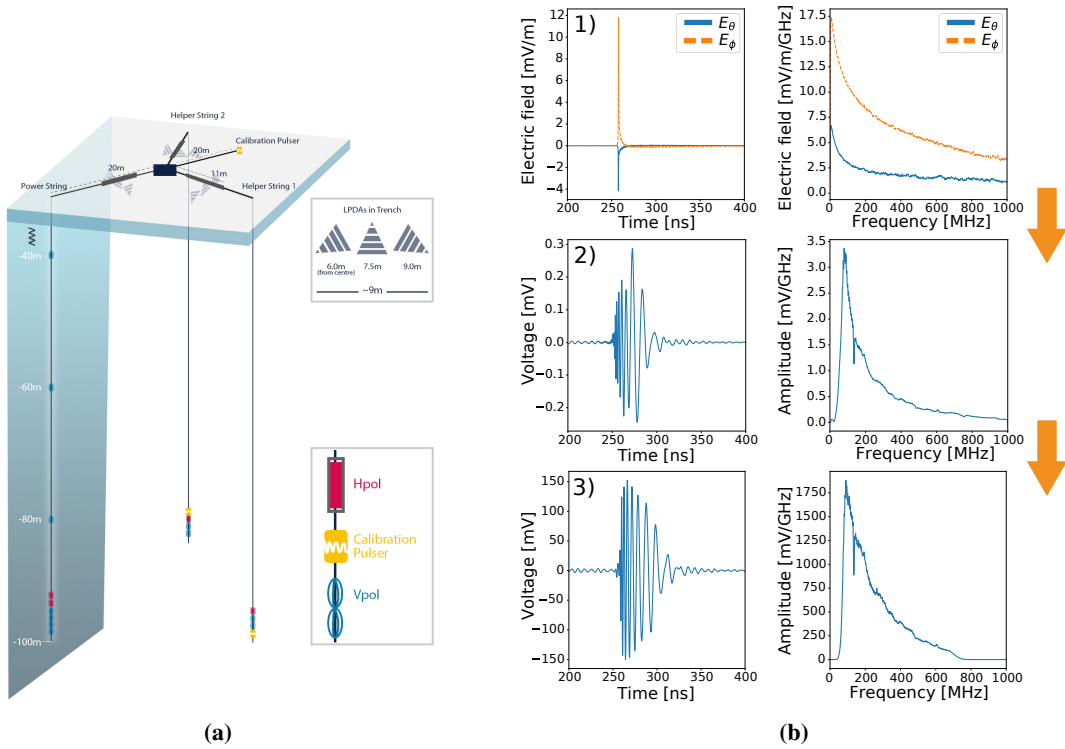 Helper String 2
Calibration Pulser
20m
20m
11m
Power String
Helper String 1
LPDAs in Trench
6.0m 7.5m 9.0m
(from centre)
~9m
-40m
-60m
-80m
-100m
Hpol
Calibration
Pulser
Vpol
(a)
1)
Electric field [mV/m]
12
10
8
6
4
2
0
−2
−4
200 250 300 350 400
Time [ns]
Eθ
Eϕ
Electric field [mV/m/GHz]
17.5
15.0
12.5
10.0
7.5
5.0
2.5
0.0
0 200 400 600 800 1000
Frequency [MHz]
Eθ
Eϕ
2)
Voltage [mV]
0.3
0.2
0.1
0.0
−0.1
−0.2
200 250 300 350 400
Time [ns]
Amplitude [mV/GHz]
3.5
3.0
2.5
2.0
1.5
1.0
0.5
0.0
0 200 400 600 800 1000
Frequency [MHz]
3)
Voltage [mV]
150
100
50
0
−50
−100
−150
200 250 300 350 400
Time [ns]
Amplitude [mV/GHz]
1750
1500
1250
1000
750
500
250
0
0 200 400 600 800 1000
Frequency [MHz]
(b)